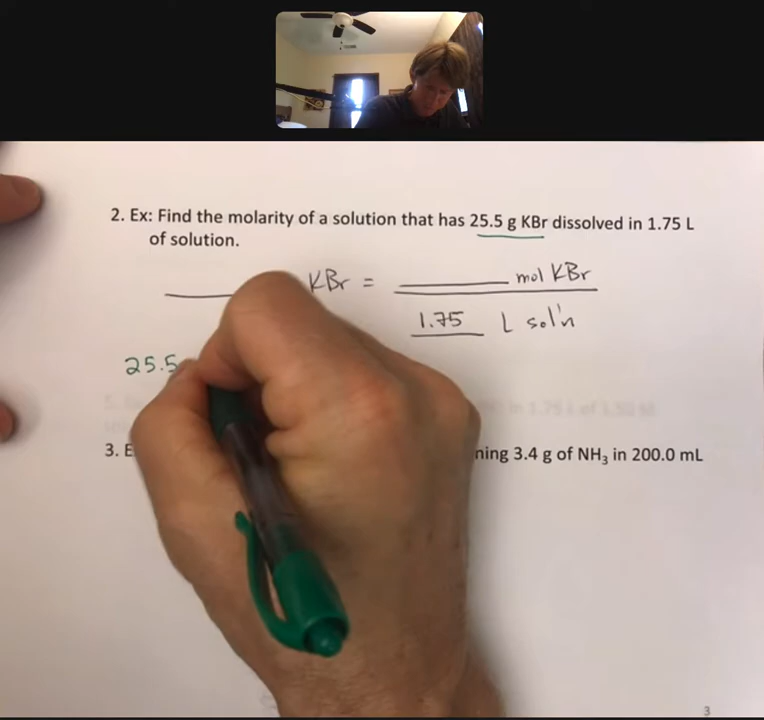 2. Ex: Find the molarity of a solution that has 25.5 g KBr dissolved in 1.75 L
of solution.
KBr = mol KBr
1.75 L sol'n
25.5
3. E ning 3.4 g of NH₃ in 200.0 mL
3